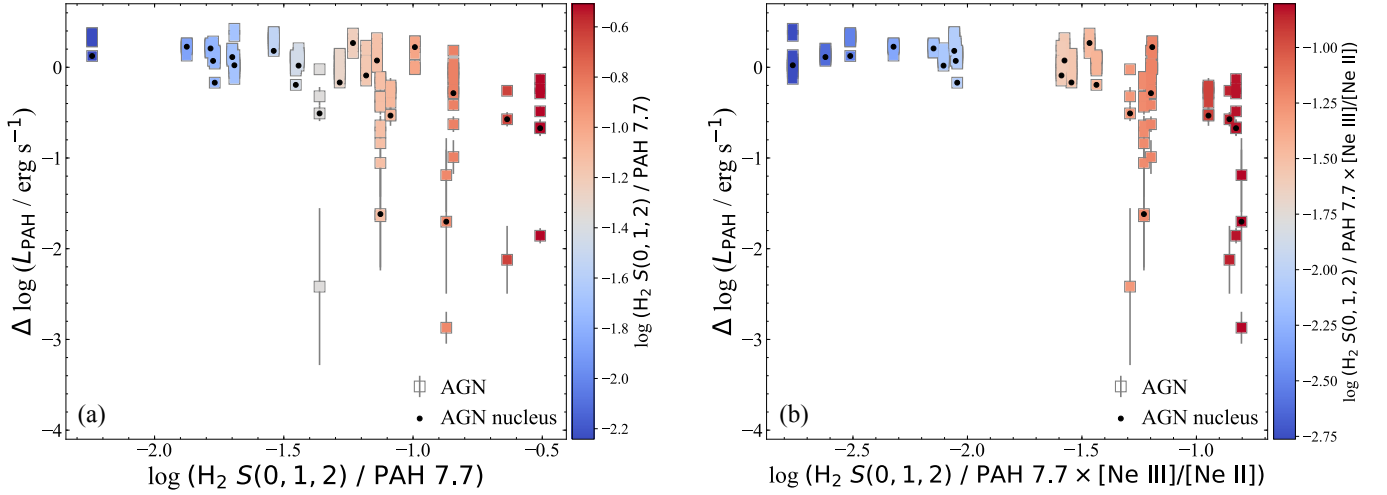 0
−1
−2
−3
−4
Δ log (L_PAH / erg s⁻¹)
(a)
AGN
AGN nucleus
−2.0
−1.5
−1.0
−0.5
log (H₂ S(0, 1, 2) / PAH 7.7)
−0.6
−0.8
−1.0
−1.2
−1.4
−1.6
−1.8
−2.0
−2.2
log (H₂ S(0, 1, 2) / PAH 7.7)
0
−1
−2
−3
−4
Δ log (L_PAH / erg s⁻¹)
(b)
AGN
AGN nucleus
−2.5
−2.0
−1.5
−1.0
log (H₂ S(0, 1, 2) / PAH 7.7 × [Ne III]/[Ne II])
−1.00
−1.25
−1.50
−1.75
−2.00
−2.25
−2.50
−2.75
log (H₂ S(0, 1, 2) / PAH 7.7 × [Ne III]/[Ne II])